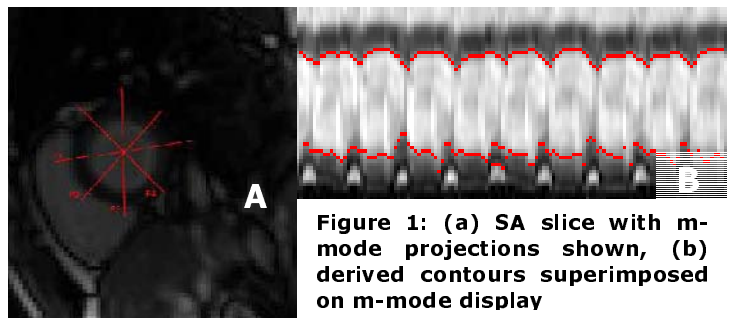 A
B
Figure 1: (a) SA slice with m-
mode projections shown, (b)
derived contours superimposed
on m-mode display